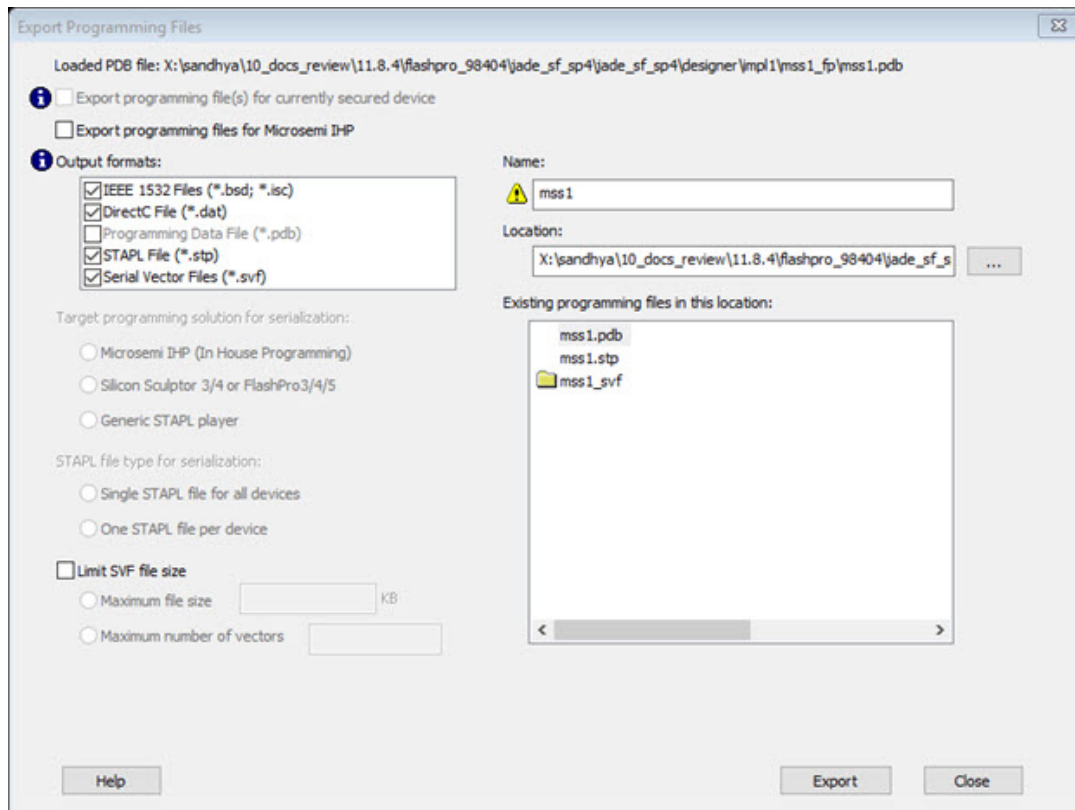 Export Programming Files
Loaded PDB file: X:\sandhya\10_docs_review\11.8.4\flashpro_98404\jade_sf_sp4\jade_sf_sp4\designer\impl1\mss1_fp\mss1.pdb
Export programming file(s) for currently secured device
Export programming files for Microsemi IHP
Output formats:
IEEE 1532 Files (*.bsd; *.isc)
DirectC File (*.dat)
Programming Data File (*.pdb)
STAPL File (*.stp)
Serial Vector Files (*.svf)
Target programming solution for serialization:
Microsemi IHP (In House Programming)
Silicon Sculptor 3/4 or FlashPro3/4/5
Generic STAPL player
STAPL file type for serialization:
Single STAPL file for all devices
One STAPL file per device
Limit SVF file size
Maximum file size KB
Maximum number of vectors
Name:
mss1
Location:
X:\sandhya\10_docs_review\11.8.4\flashpro_98404\jade_sf_s
...
Existing programming files in this location:
mss1.pdb
mss1.stp
mss1_svf
Help
Export
Close